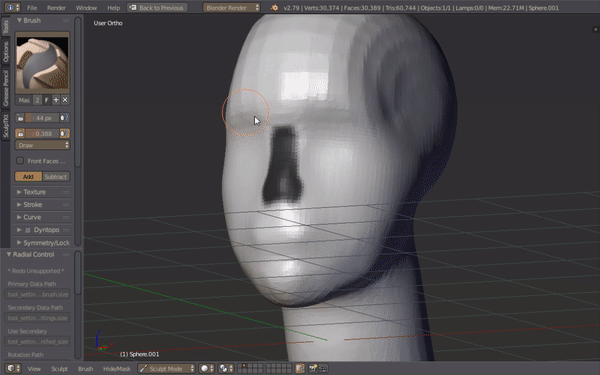 File Render Window Help Back to Previous Blender Render v2.79 | Verts:30,374 | Faces:30,389 | Tris:60,744 | Objects:1/1 | Lamps:0/0 | Mem:22.71M | Sphere.001
User Ortho
Tools
Options
Grease Pencil
Brush
Mas 2 F
44 px
0.388
Draw
Front Faces ...
Add Subtract
Texture
Stroke
Curve
Dyntopo
Symmetry/Lock
Radial Control
* Redo Unsupported *
Primary Data Path
tool_settin...brush.size
Secondary Data Path
tool_settin...ttings.size
Use Secondary
tool_settin...nified_size
Rotation Path
(1) Sphere.001
View Sculpt Brush Hide/Mask Sculpt Mode